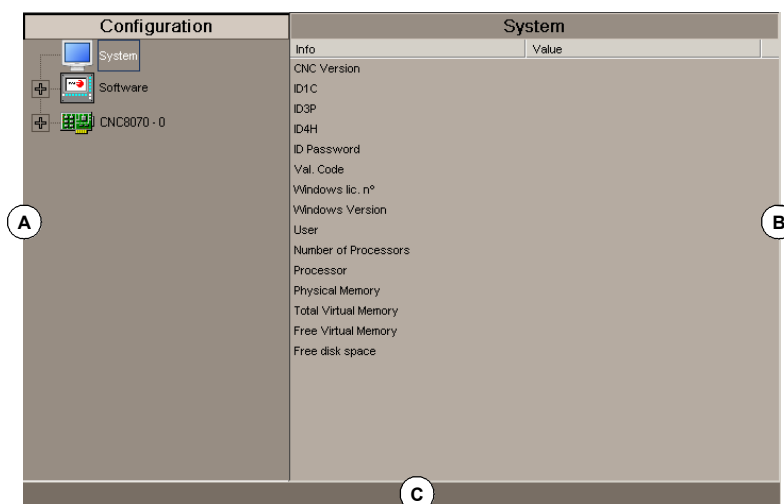 Configuration
System
System
Software
CNC8070 - 0
Info Value
CNC Version
ID1C
ID3P
ID4H
ID Password
Val. Code
Windows lic. nº
Windows Version
User
Number of Processors
Processor
Physical Memory
Total Virtual Memory
Free Virtual Memory
Free disk space
A
B
C